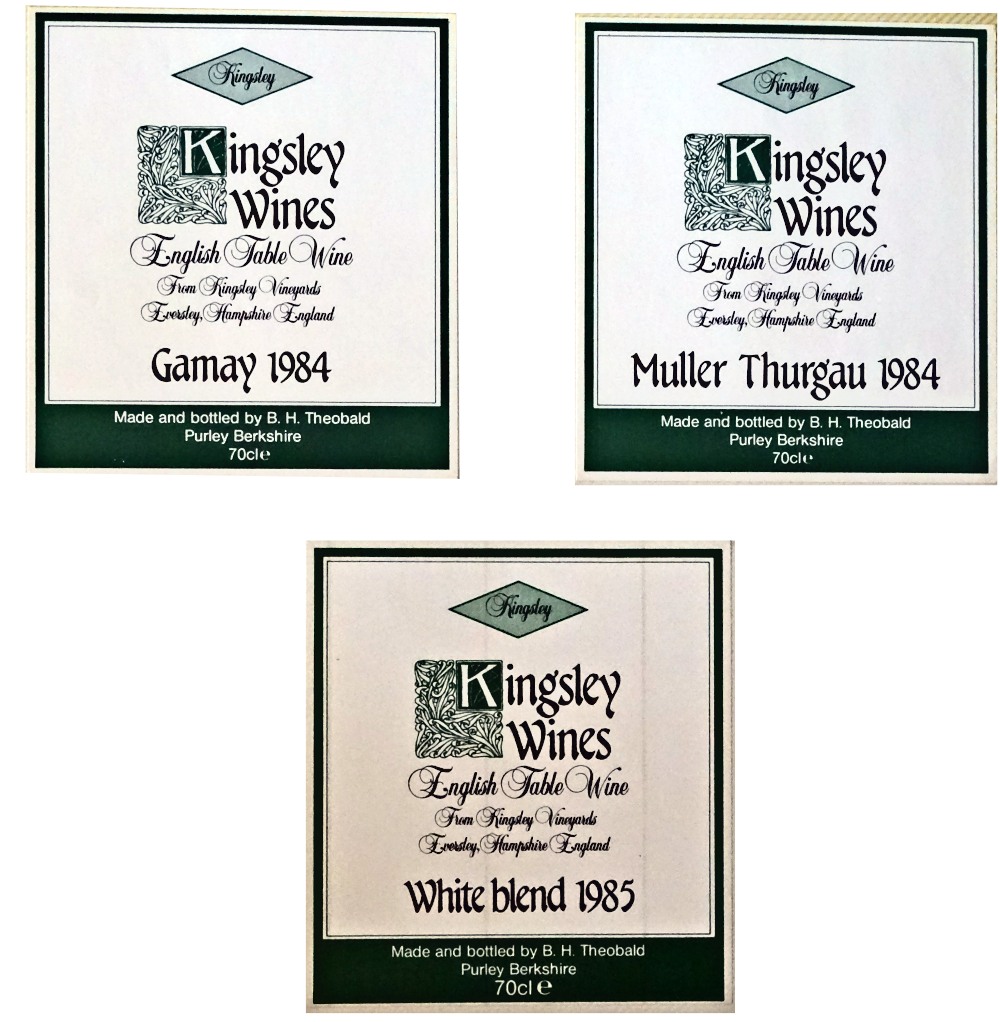 Kingsley
Kingsley
Wines
English Table Wine
From Kingsley Vineyards
Eversley, Hampshire England
Gamay 1984
Made and bottled by B. H. Theobald
Purley Berkshire
70cl e
Kingsley
Kingsley
Wines
English Table Wine
From Kingsley Vineyards
Eversley, Hampshire England
Muller Thurgau 1984
Made and bottled by B. H. Theobald
Purley Berkshire
70cl e
Kingsley
Kingsley
Wines
English Table Wine
From Kingsley Vineyards
Eversley, Hampshire England
White blend 1985
Made and bottled by B. H. Theobald
Purley Berkshire
70cl e